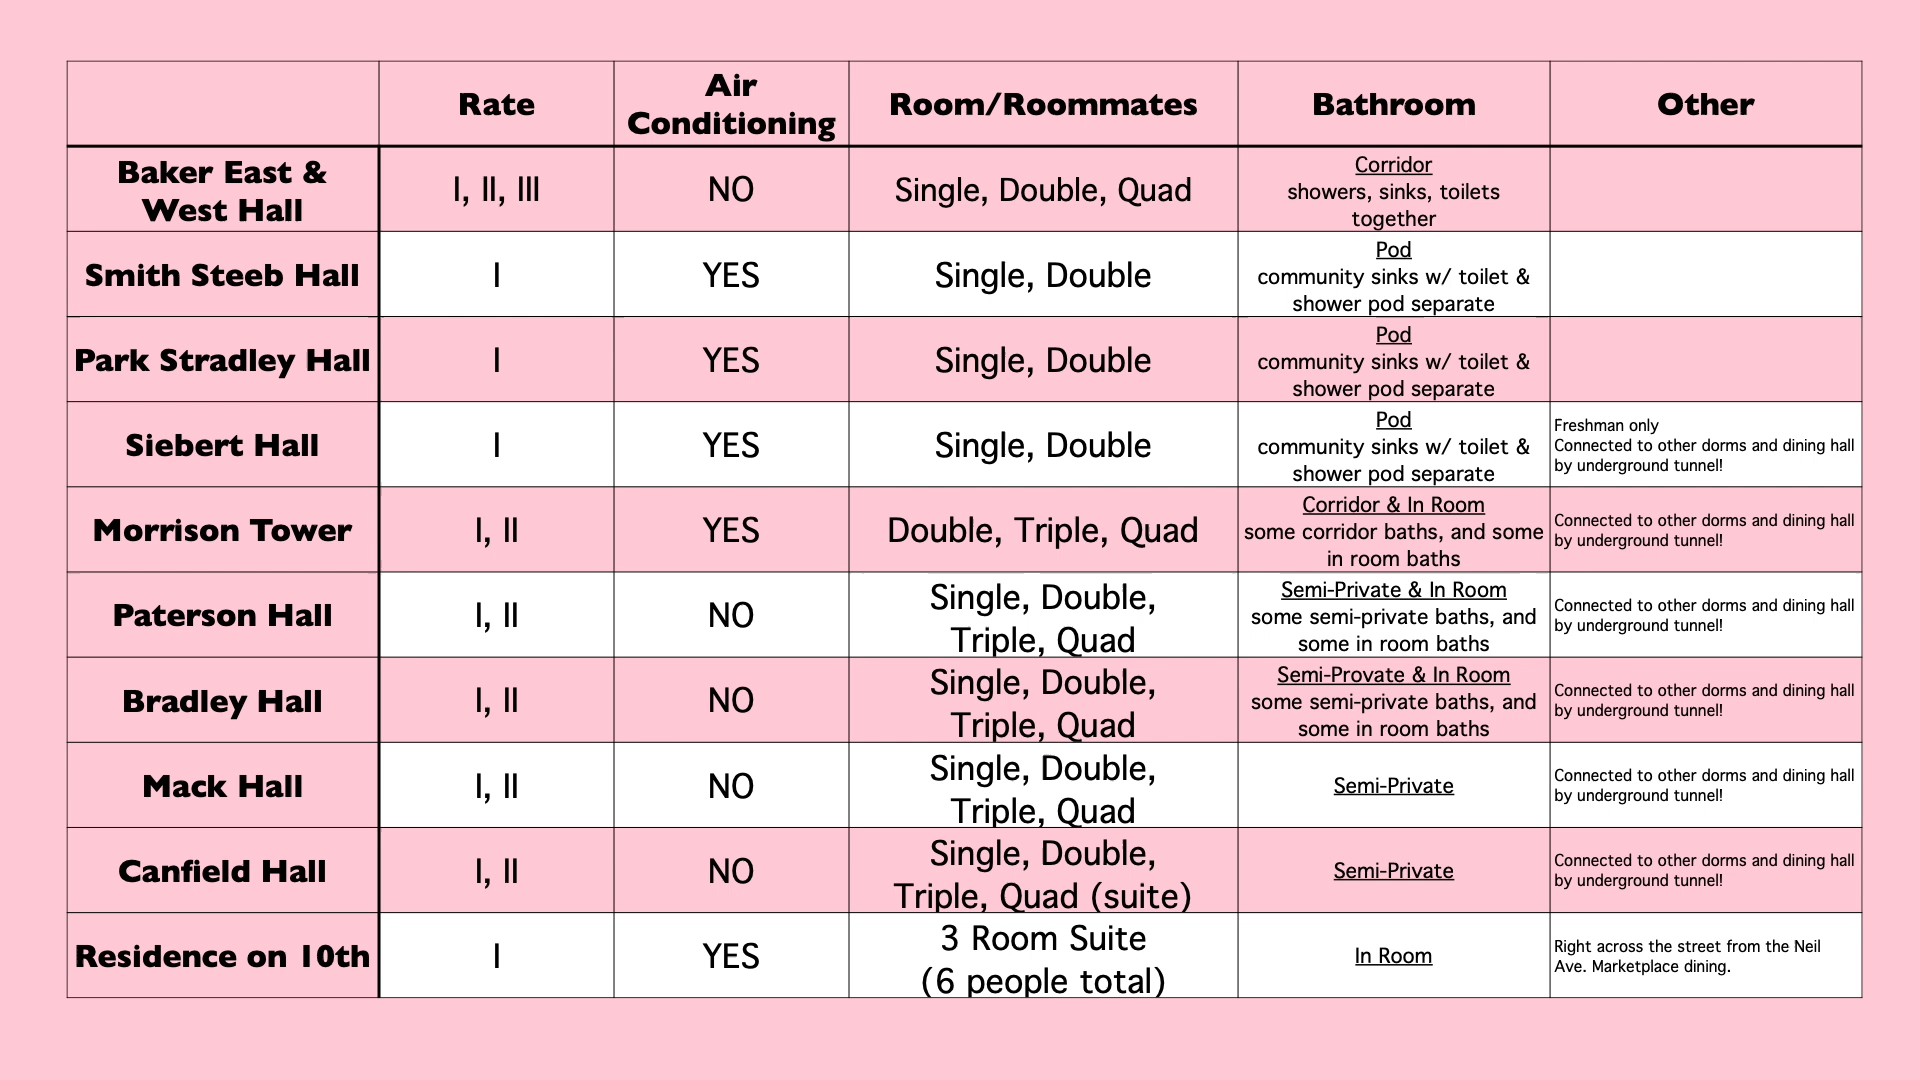 Rate
Air
Conditioning
Room/Roommates
Bathroom
Other
Baker East &
West Hall
I, II, III
NO
Single, Double, Quad
Corridor
showers, sinks, toilets
together
Smith Steeb Hall
I
YES
Single, Double
Pod
community sinks w/ toilet &
shower pod separate
Park Stradley Hall
I
YES
Single, Double
Pod
community sinks w/ toilet &
shower pod separate
Siebert Hall
I
YES
Single, Double
Pod
community sinks w/ toilet &
shower pod separate
Freshman only
Connected to other dorms and dining hall
by underground tunnel!
Morrison Tower
I, II
YES
Double, Triple, Quad
Corridor & In Room
some corridor baths, and some
in room baths
Connected to other dorms and dining hall
by underground tunnel!
Paterson Hall
I, II
NO
Single, Double,
Triple, Quad
Semi-Private & In Room
some semi-private baths, and
some in room baths
Connected to other dorms and dining hall
by underground tunnel!
Bradley Hall
I, II
NO
Single, Double,
Triple, Quad
Semi-Provate & In Room
some semi-private baths, and
some in room baths
Connected to other dorms and dining hall
by underground tunnel!
Mack Hall
I, II
NO
Single, Double,
Triple, Quad
Semi-Private
Connected to other dorms and dining hall
by underground tunnel!
Canfield Hall
I, II
NO
Single, Double,
Triple, Quad (suite)
Semi-Private
Connected to other dorms and dining hall
by underground tunnel!
Residence on 10th
I
YES
3 Room Suite
(6 people total)
In Room
Right across the street from the Neil
Ave. Marketplace dining.